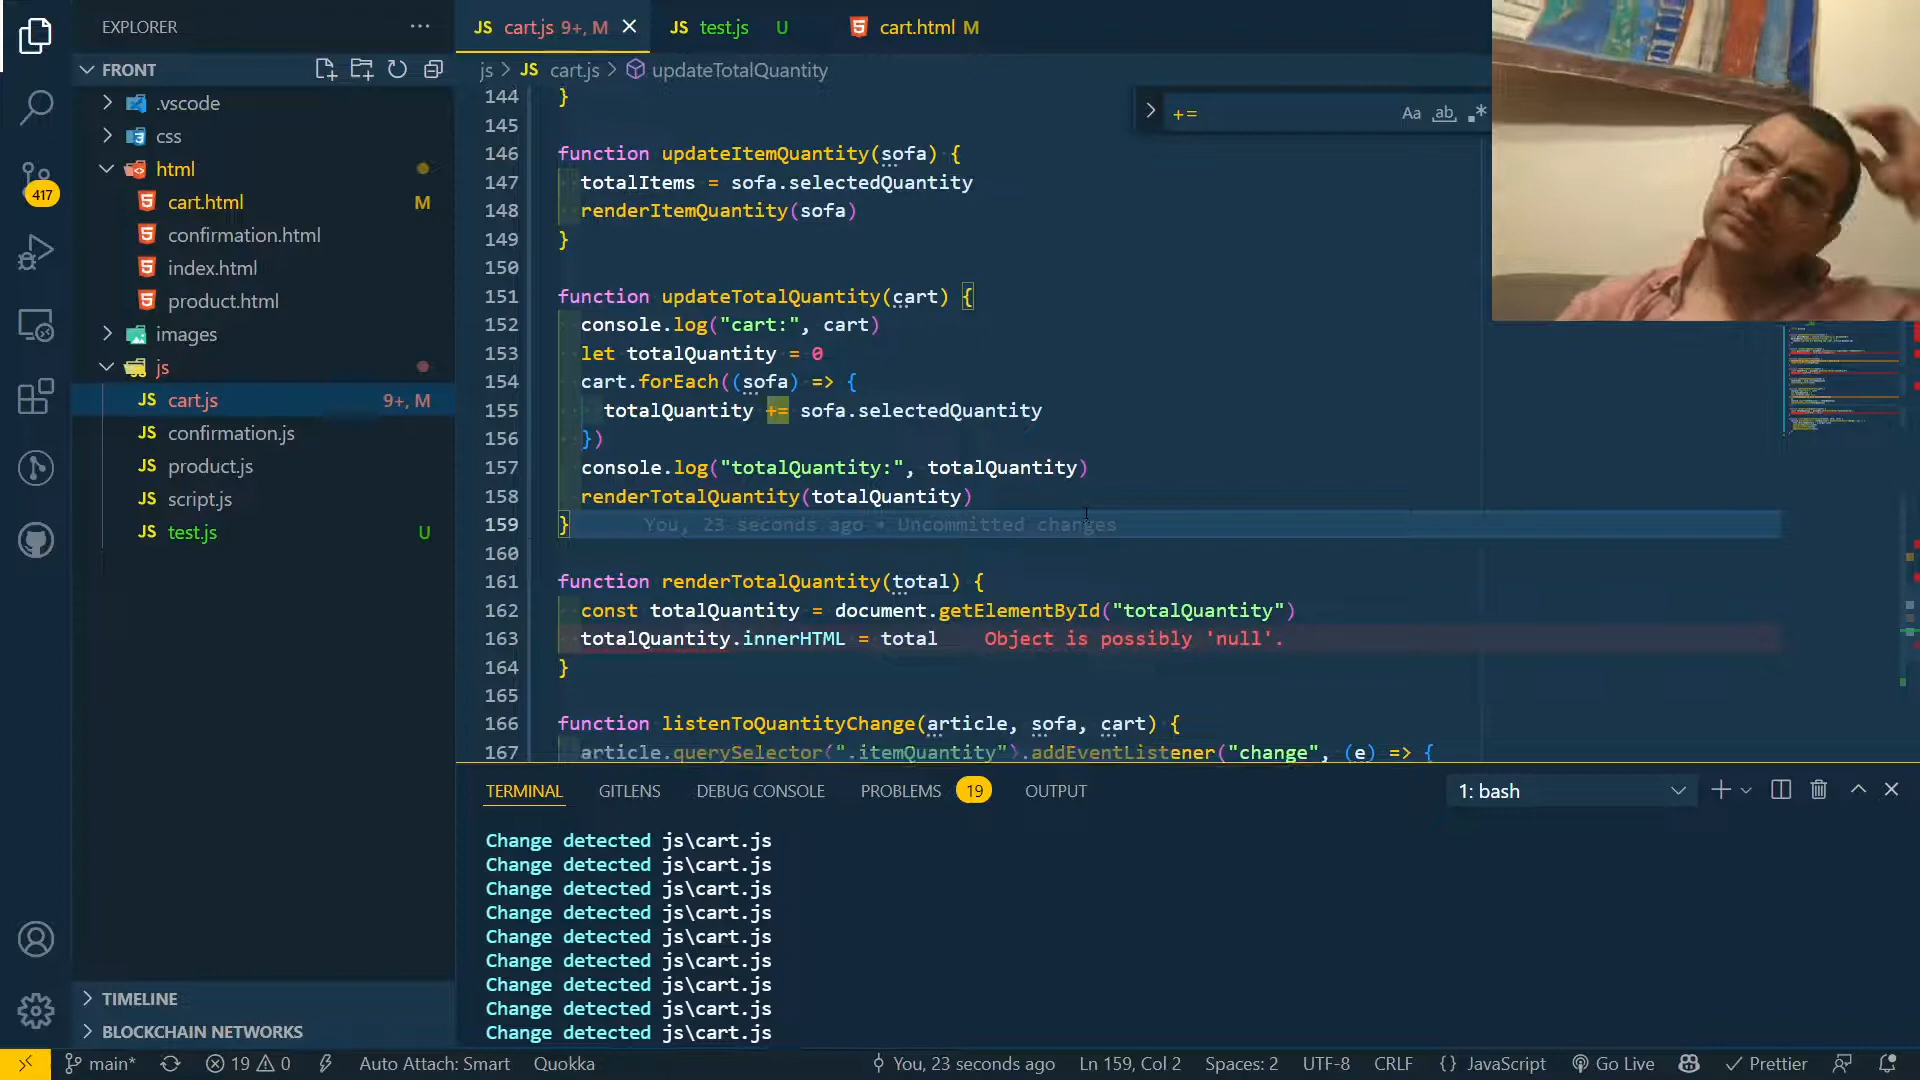 EXPLORER
FRONT
.vscode
css
html
cart.html M
confirmation.html
index.html
product.html
images
js
cart.js 9+, M
confirmation.js
product.js
script.js
test.js U
TIMELINE
BLOCKCHAIN NETWORKS
417
JS cart.js 9+, M
JS test.js U
cart.html M
js > JS cart.js > updateTotalQuantity
+=
Aa ab .*
144 }
145
146 function updateItemQuantity(sofa) {
147 totalItems = sofa.selectedQuantity
148 renderItemQuantity(sofa)
149 }
150
151 function updateTotalQuantity(cart) {
152 console.log("cart:", cart)
153 let totalQuantity = 0
154 cart.forEach((sofa) => {
155 totalQuantity += sofa.selectedQuantity
156 })
157 console.log("totalQuantity:", totalQuantity)
158 renderTotalQuantity(totalQuantity)
159 } You, 23 seconds ago • Uncommitted changes
160
161 function renderTotalQuantity(total) {
162 const totalQuantity = document.getElementById("totalQuantity")
163 totalQuantity.innerHTML = total Object is possibly 'null'.
164 }
165
166 function listenToQuantityChange(article, sofa, cart) {
167 article.querySelector(".itemQuantity").addEventListener("change", (e) => {
TERMINAL GITLENS DEBUG CONSOLE PROBLEMS 19 OUTPUT
1: bash
Change detected js\cart.js
Change detected js\cart.js
Change detected js\cart.js
Change detected js\cart.js
Change detected js\cart.js
Change detected js\cart.js
Change detected js\cart.js
Change detected js\cart.js
Change detected js\cart.js
main* 19 0 Auto Attach: Smart Quokka You, 23 seconds ago Ln 159, Col 2 Spaces: 2 UTF-8 CRLF {} JavaScript Go Live Prettier